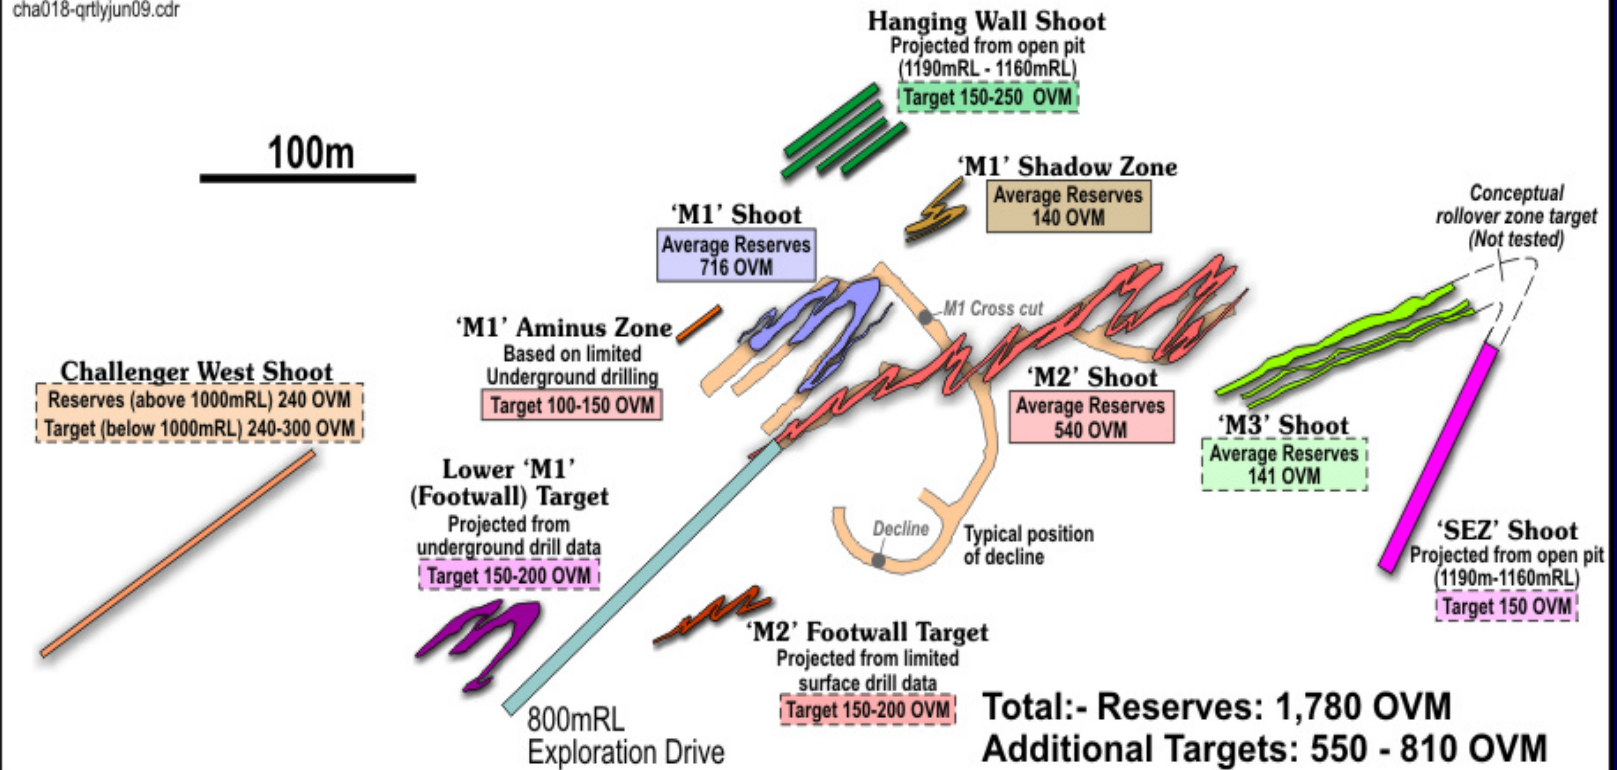 cha018-qrtlyjun09.cdr
Hanging Wall Shoot
Projected from open pit
(1190mRL - 1160mRL)
Target 150-250 OVM
100m
'M1' Shadow Zone
Average Reserves
140 OVM
Conceptual
rollover zone target
(Not tested)
'M1' Shoot
Average Reserves
716 OVM
M1 Cross cut
'M1' Aminus Zone
Based on limited
Underground drilling
Target 100-150 OVM
Challenger West Shoot
Reserves (above 1000mRL) 240 OVM
Target (below 1000mRL) 240-300 OVM
'M2' Shoot
Average Reserves
540 OVM
'M3' Shoot
Average Reserves
141 OVM
Lower 'M1'
(Footwall) Target
Projected from
underground drill data
Target 150-200 OVM
Decline
Typical position
of decline
'SEZ' Shoot
Projected from open pit
(1190m-1160mRL)
Target 150 OVM
'M2' Footwall Target
Projected from limited
surface drill data
Target 150-200 OVM
800mRL
Exploration Drive
Total:- Reserves: 1,780 OVM
Additional Targets: 550 - 810 OVM